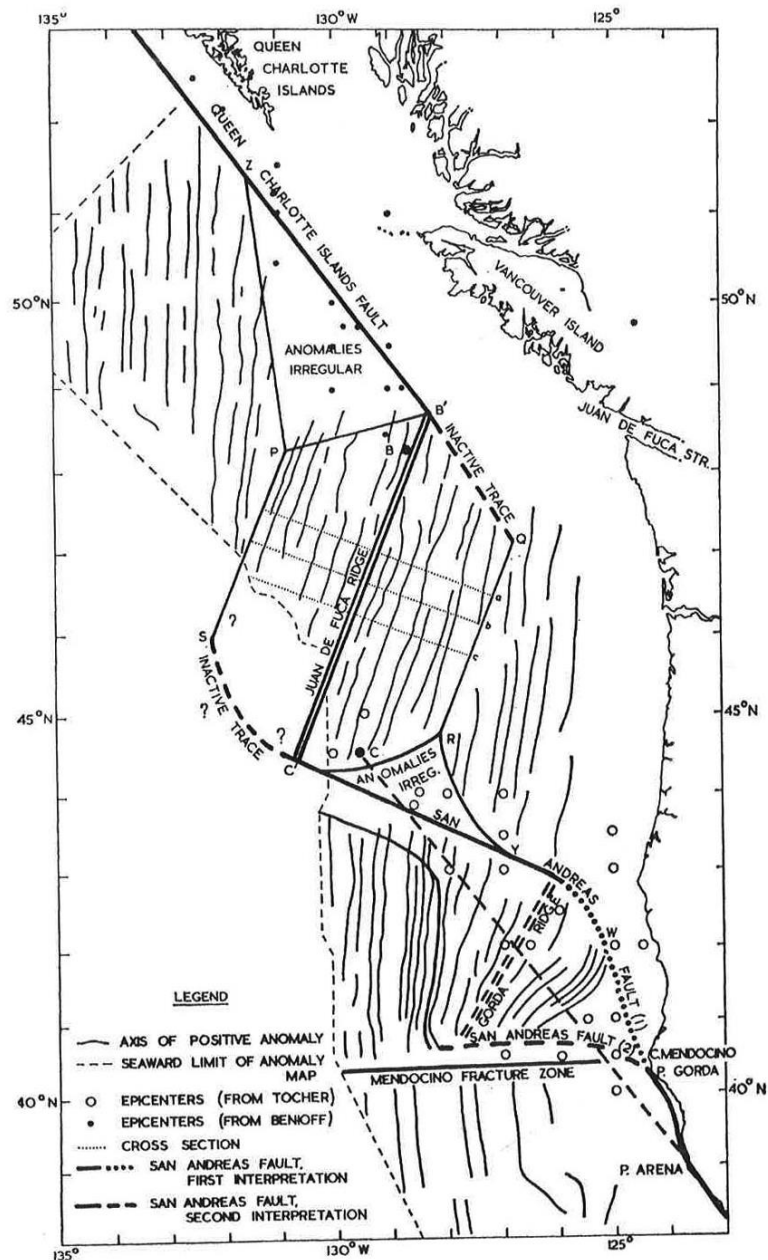 135° 130°W 125°
QUEEN
CHARLOTTE
ISLANDS
QUEEN CHARLOTTE ISLANDS FAULT
Z
50°N
50°N
VANCOUVER
ISLAND
ANOMALIES
IRREGULAR
JUAN DE FUCA STR.
B'
P
B
INACTIVE TRACE
Q
JUAN DE FUCA RIDGE
a
b
c
?
S
INACTIVE TRACE
?
?
45°N
45°N
R
C
C'
ANOMALIES
IRREG.
SAN ANDREAS FAULT (1)
Y
W
GORDA RIDGE
SAN ANDREAS FAULT (2)
C.MENDOCINO
P. GORDA
MENDOCINO FRACTURE ZONE
40°N
40°N
P. ARENA
LEGEND
AXIS OF POSITIVE ANOMALY
SEAWARD LIMIT OF ANOMALY
MAP
EPICENTERS (FROM TOCHER)
EPICENTERS (FROM BENIOFF)
CROSS SECTION
SAN ANDREAS FAULT,
FIRST INTERPRETATION
SAN ANDREAS FAULT,
SECOND INTERPRETATION
135° 130°W 125°